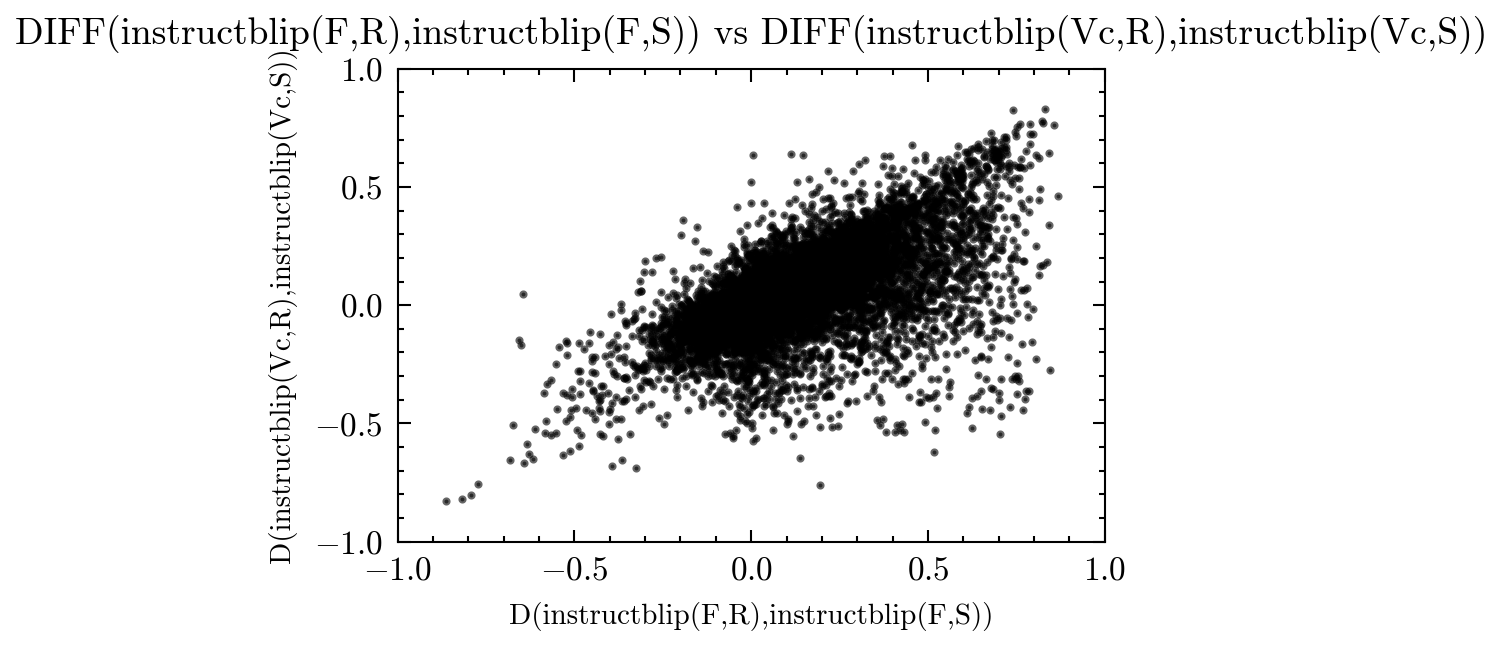 DIFF(instructblip(F,R),instructblip(F,S)) vs DIFF(instructblip(Vc,R),instructblip(Vc,S))
D(instructblip(Vc,R),instructblip(Vc,S))
1.0
0.5
0.0
−0.5
−1.0
−1.0 −0.5 0.0 0.5 1.0
D(instructblip(F,R),instructblip(F,S))